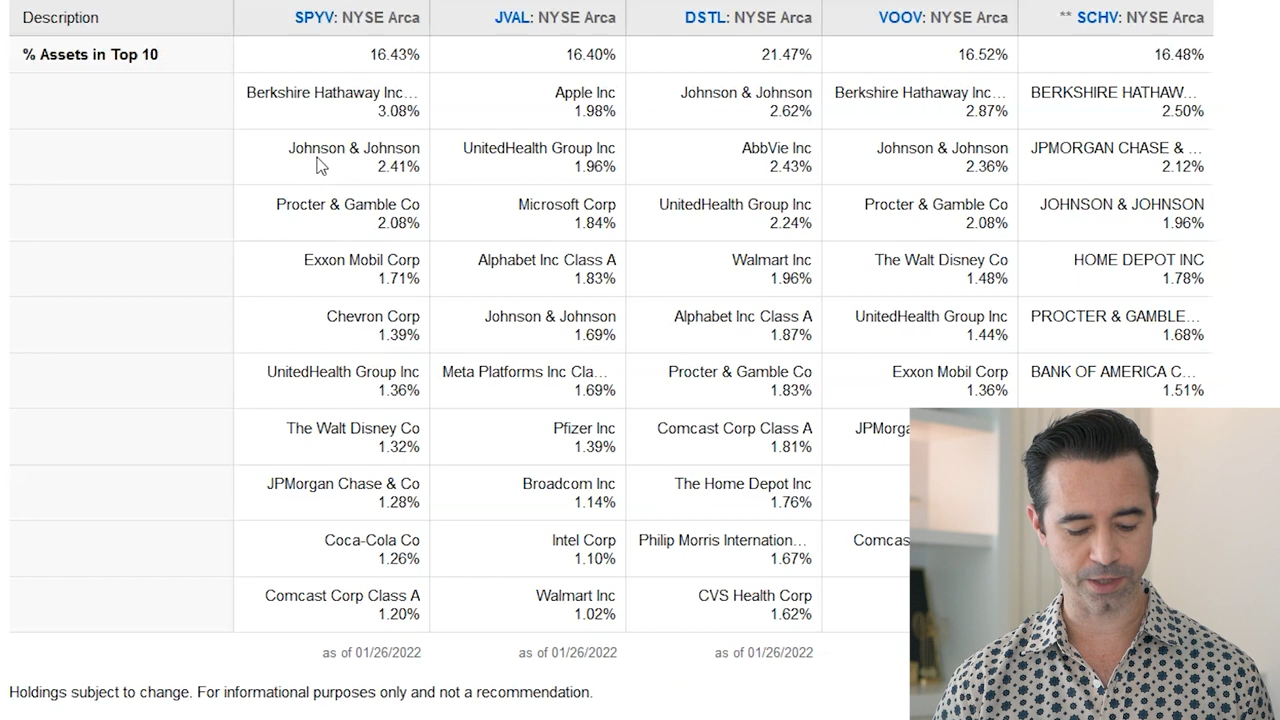 Description SPYV: NYSE Arca JVAL: NYSE Arca DSTL: NYSE Arca VOOV: NYSE Arca ** SCHV: NYSE Arca
% Assets in Top 10 16.43% 16.40% 21.47% 16.52% 16.48%
Berkshire Hathaway Inc... Apple Inc Johnson & Johnson Berkshire Hathaway Inc... BERKSHIRE HATHAW...
3.08% 1.98% 2.62% 2.87% 2.50%
Johnson & Johnson UnitedHealth Group Inc AbbVie Inc Johnson & Johnson JPMORGAN CHASE & ...
2.41% 1.96% 2.43% 2.36% 2.12%
Procter & Gamble Co Microsoft Corp UnitedHealth Group Inc Procter & Gamble Co JOHNSON & JOHNSON
2.08% 1.84% 2.24% 2.08% 1.96%
Exxon Mobil Corp Alphabet Inc Class A Walmart Inc The Walt Disney Co HOME DEPOT INC
1.71% 1.83% 1.96% 1.48% 1.78%
Chevron Corp Johnson & Johnson Alphabet Inc Class A UnitedHealth Group Inc PROCTER & GAMBLE...
1.39% 1.69% 1.87% 1.44% 1.68%
UnitedHealth Group Inc Meta Platforms Inc Cla... Procter & Gamble Co Exxon Mobil Corp BANK OF AMERICA C...
1.36% 1.69% 1.83% 1.36% 1.51%
The Walt Disney Co Pfizer Inc Comcast Corp Class A
1.32% 1.39% 1.81%
JPMorgan Chase & Co Broadcom Inc The Home Depot Inc
1.28% 1.14% 1.76%
Coca-Cola Co Intel Corp Philip Morris Internation...
1.26% 1.10% 1.67%
Comcast Corp Class A Walmart Inc CVS Health Corp
1.20% 1.02% 1.62%
as of 01/26/2022 as of 01/26/2022 as of 01/26/2022
Holdings subject to change. For informational purposes only and not a recommendation.